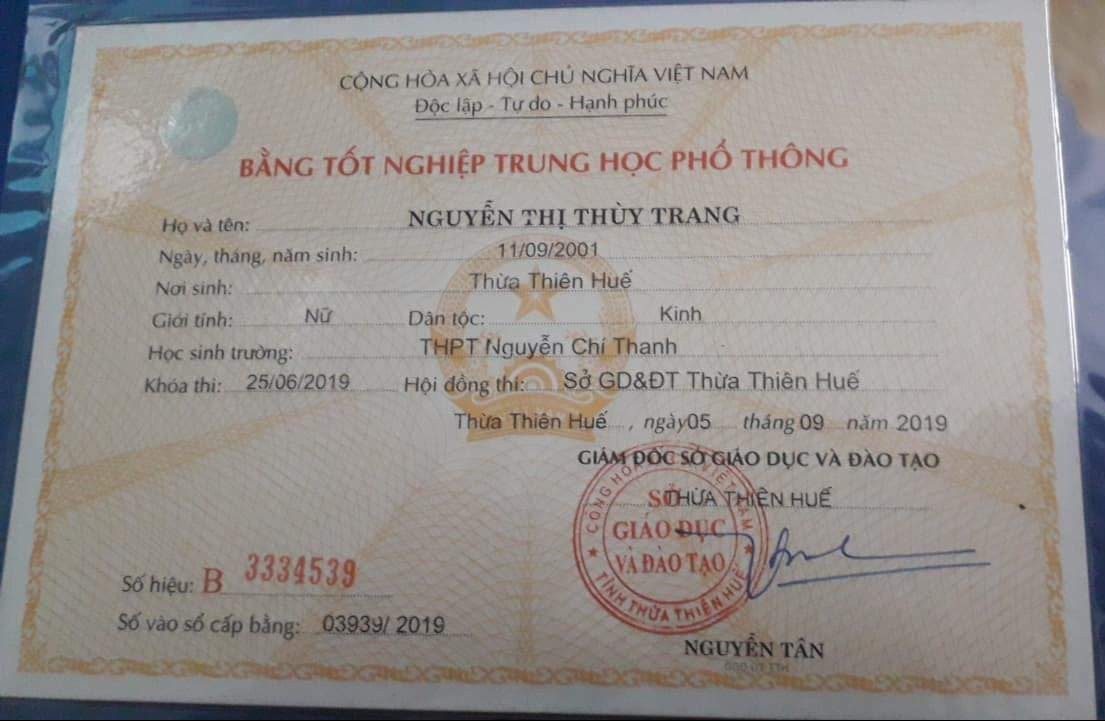 CỘNG HÒA XÃ HỘI CHỦ NGHĨA VIỆT NAM
Độc lập - Tự do - Hạnh phúc
BẰNG TỐT NGHIỆP TRUNG HỌC PHỔ THÔNG
Họ và tên: NGUYỄN THỊ THÙY TRANG
Ngày, tháng, năm sinh: 11/09/2001
Nơi sinh: Thừa Thiên Huế
Giới tính: Nữ Dân tộc: Kinh
Học sinh trường: THPT Nguyễn Chí Thanh
Khóa thi: 25/06/2019 Hội đồng thi: Sở GD&ĐT Thừa Thiên Huế
Thừa Thiên Huế, ngày 05 tháng 09 năm 2019
GIÁM ĐỐC SỞ GIÁO DỤC VÀ ĐÀO TẠO
THỪA THIÊN HUẾ
SỞ
GIÁO DỤC
VÀ ĐÀO TẠO
TỈNH THỪA THIÊN HUẾ
Số hiệu: B 3334539
Số vào sổ cấp bằng: 03939/ 2019
NGUYỄN TÂN